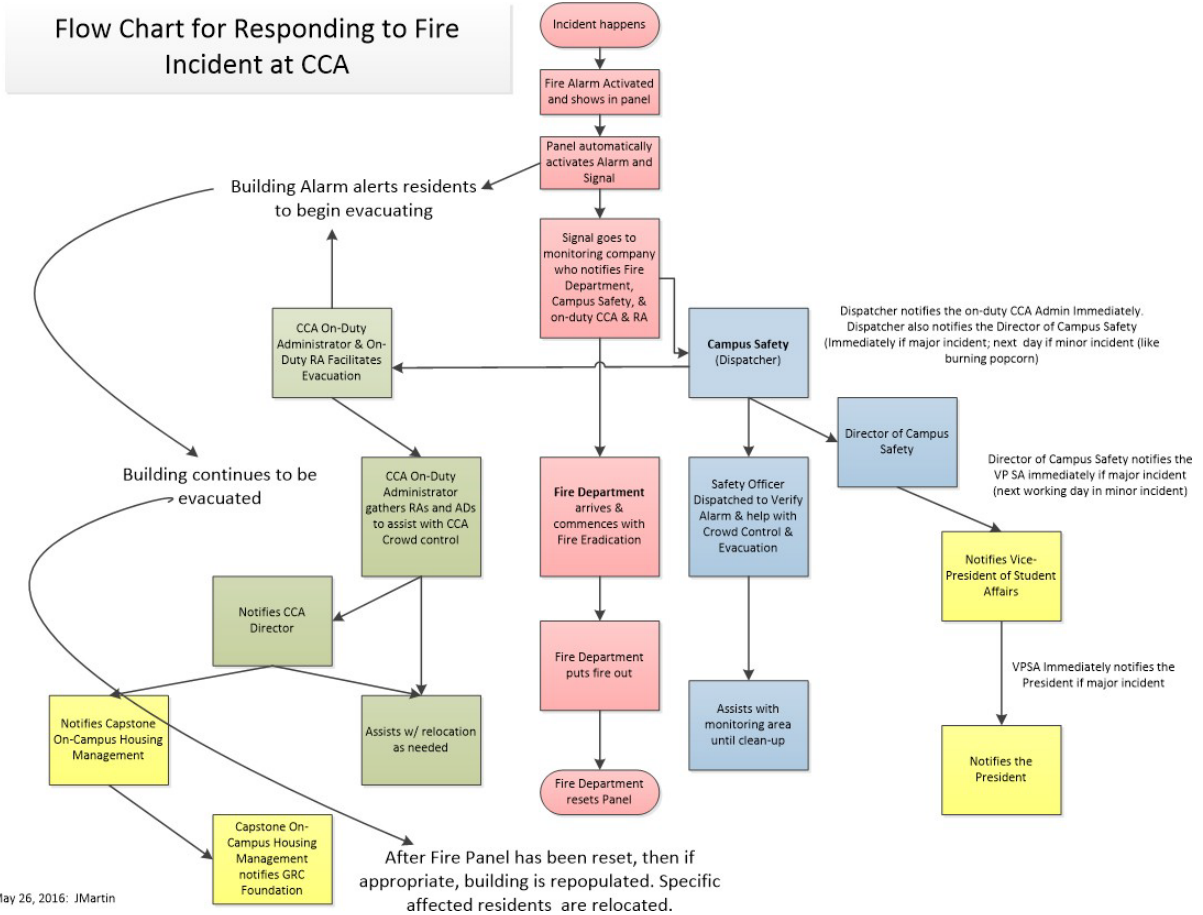 Flow Chart for Responding to Fire
Incident at CCA
Incident happens
Fire Alarm Activated
and shows in panel
Panel automatically
activates Alarm and
Signal
Building Alarm alerts residents
to begin evacuating
Signal goes to
monitoring company
who notifies Fire
Department,
Campus Safety, &
on-duty CCA & RA
CCA On-Duty
Administrator & On-
Duty RA Facilitates
Evacuation
Campus Safety
(Dispatcher)
Dispatcher notifies the on-duty CCA Admin Immediately.
Dispatcher also notifies the Director of Campus Safety
(Immediately if major incident; next day if minor incident (like
burning popcorn)
Director of Campus
Safety
Director of Campus Safety notifies the
VP SA immediately if major incident
(next working day in minor incident)
Building continues to be
evacuated
CCA On-Duty
Administrator
gathers RAs and ADs
to assist with CCA
Crowd control
Fire Department
arrives &
commences with
Fire Eradication
Safety Officer
Dispatched to Verify
Alarm & help with
Crowd Control &
Evacuation
Notifies Vice-
President of Student
Affairs
Notifies CCA
Director
Fire Department
puts fire out
VPSA Immediately notifies the
President if major incident
Notifies Capstone
On-Campus Housing
Management
Assists w/ relocation
as needed
Assists with
monitoring area
until clean-up
Notifies the
President
Fire Department
resets Panel
Capstone On-
Campus Housing
Management
notifies GRC
Foundation
After Fire Panel has been reset, then if
appropriate, building is repopulated. Specific
affected residents are relocated.
May 26, 2016: JMartin